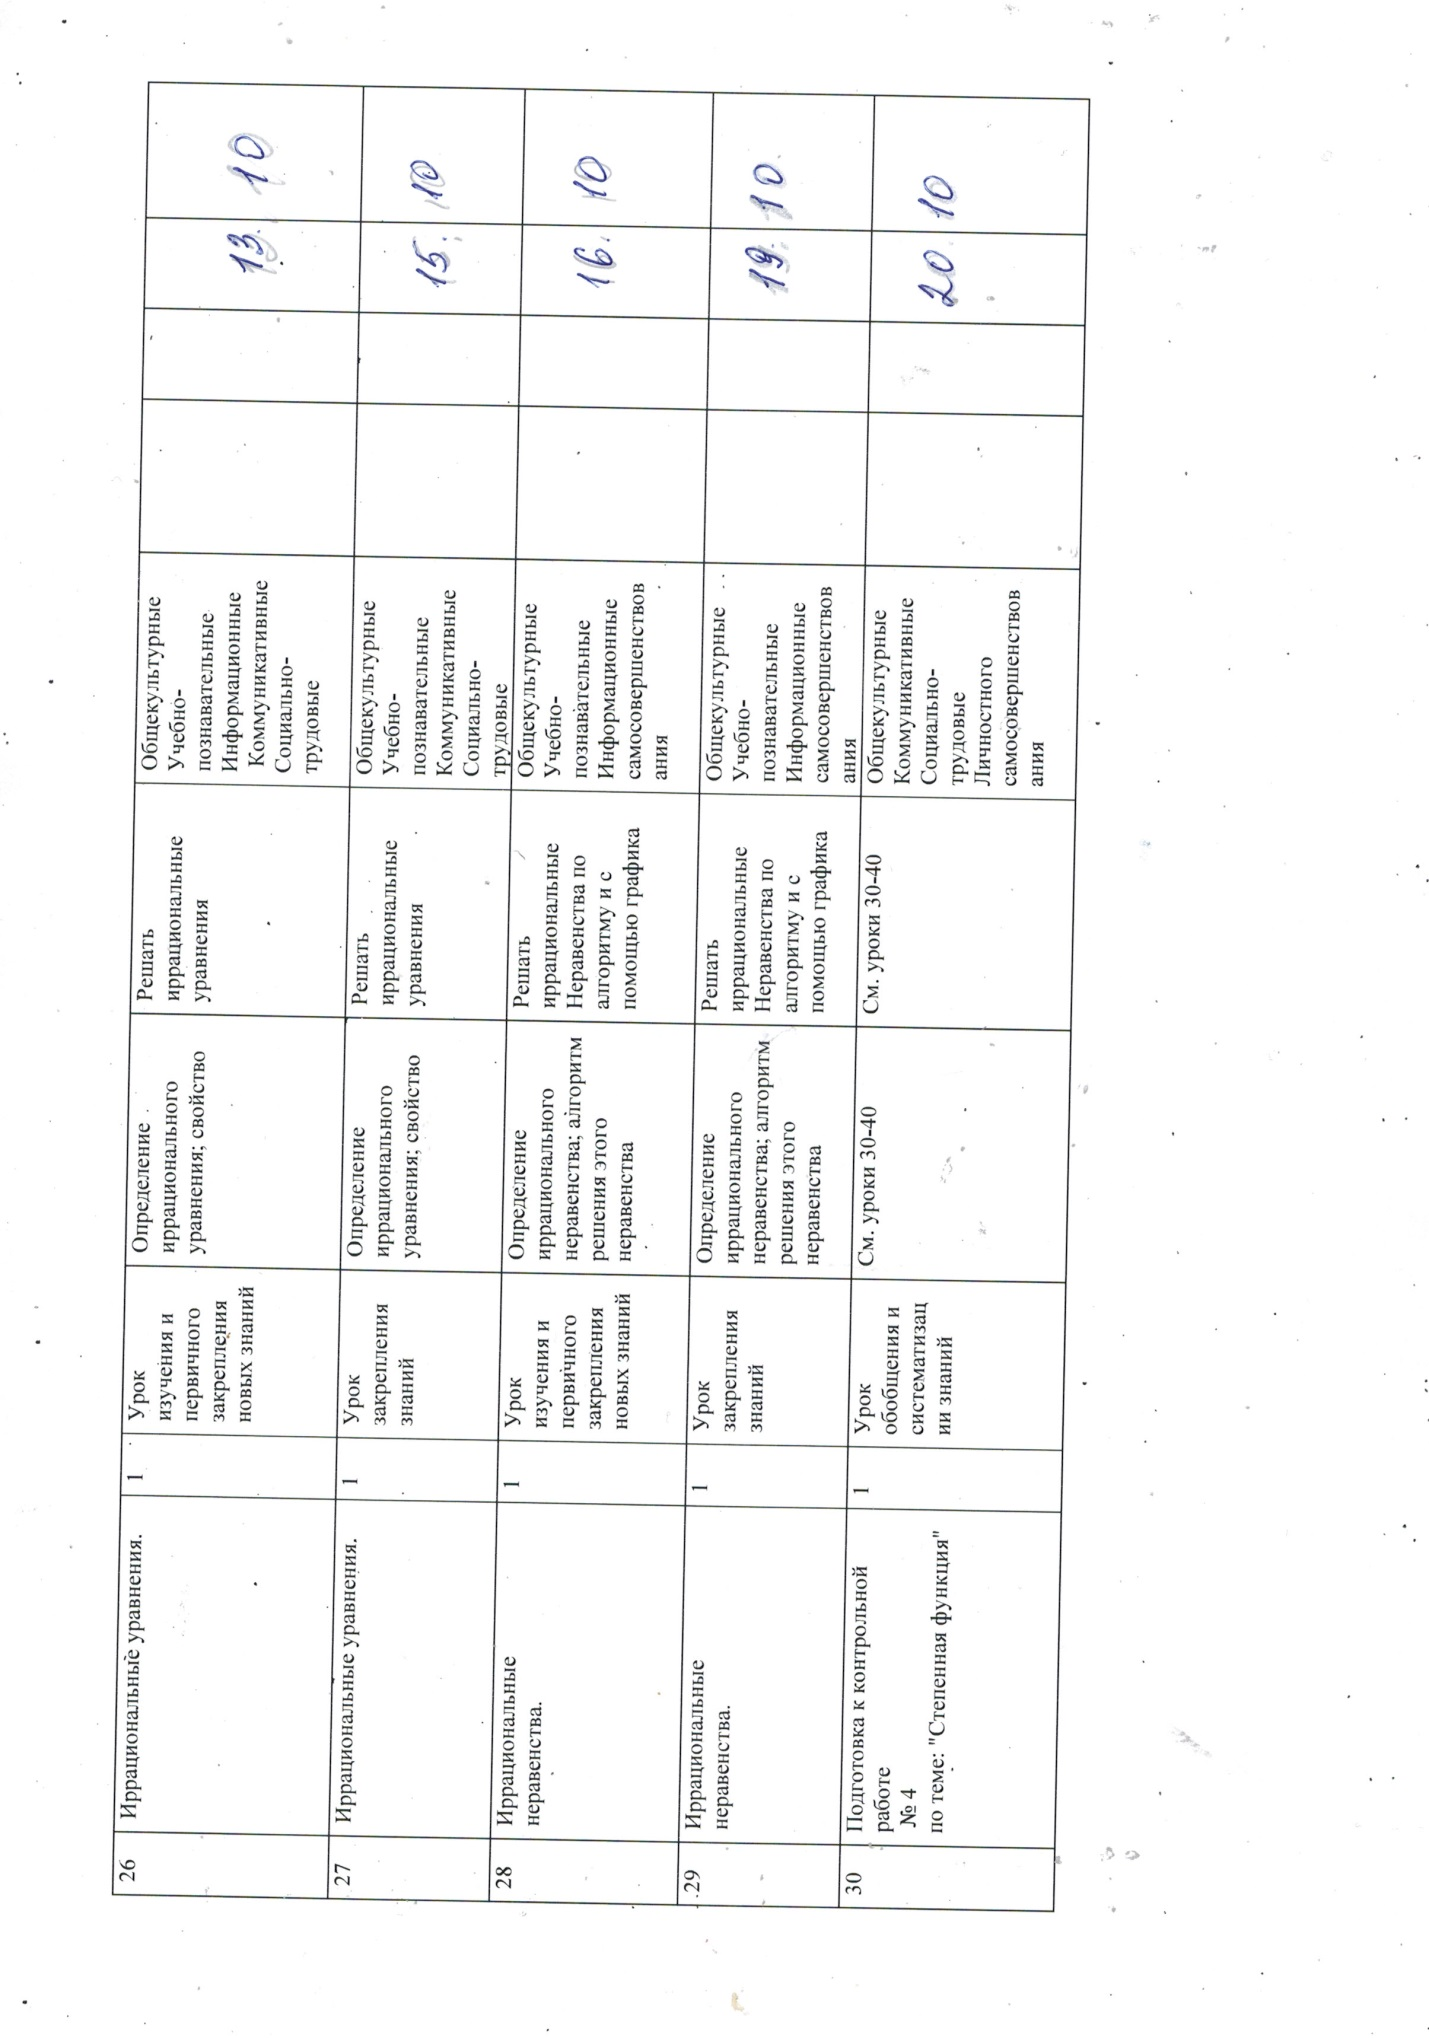 26
Иррациональные уравнения.
1
Урок
изучения и
первичного
закрепления
новых знаний
Определение
иррационального
уравнения; свойство
Решать
иррациональные
уравнения
Общекультурные
Учебно-
познавательные
Информационные
Коммуникативные
Социально-
трудовые
13. 10
27
Иррациональные уравнения.
1
Урок
закрепления
знаний
Определение
иррационального
уравнения; свойство
Решать
иррациональные
уравнения
Общекультурные
Учебно-
познавательные
Коммуникативные
Социально-
трудовые
15. 10
28
Иррациональные
неравенства.
1
Урок
изучения и
первичного
закрепления
новых знаний
Определение
иррационального
неравенства; алгоритм
решения этого
неравенства
Решать
иррациональные
Неравенства по
алгоритму и с
помощью графика
Общекультурные
Учебно-
познавательные
Информационные
самосовершенствов
ания
16. 10
29
Иррациональные
неравенства.
1
Урок
закрепления
знаний
Определение
иррационального
неравенства; алгоритм
решения этого
неравенства
Решать
иррациональные
Неравенства по
алгоритму и с
помощью графика
Общекультурные
Учебно-
познавательные
Информационные
самосовершенствов
ания
19. 10.
30
Подготовка к контрольной
работе
№ 4
по теме: "Степенная функция"
1
Урок
обобщения и
систематизац
ии знаний
См. уроки 30-40
См. уроки 30-40
Общекультурные
Коммуникативные
Социально-
трудовые
Личностного
самосовершенствов
ания
20. 10